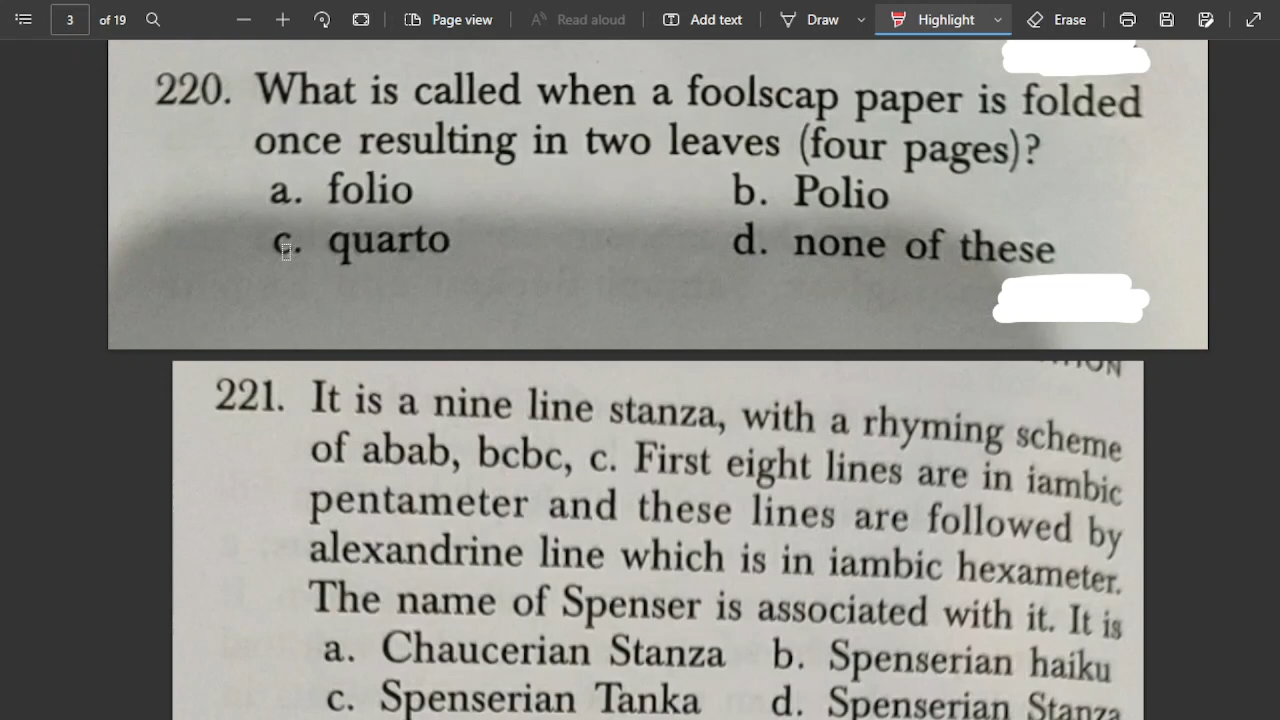 3 of 19 Page view Read aloud Add text Draw Highlight Erase
220. What is called when a foolscap paper is folded
once resulting in two leaves (four pages)?
a. folio b. Polio
c. quarto d. none of these
221. It is a nine line stanza, with a rhyming scheme
of abab, bcbc, c. First eight lines are in iambic
pentameter and these lines are followed by
alexandrine line which is in iambic hexameter.
The name of Spenser is associated with it. It is
a. Chaucerian Stanza b. Spenserian haiku
c. Spenserian Tanka d. Spenserian Stanza